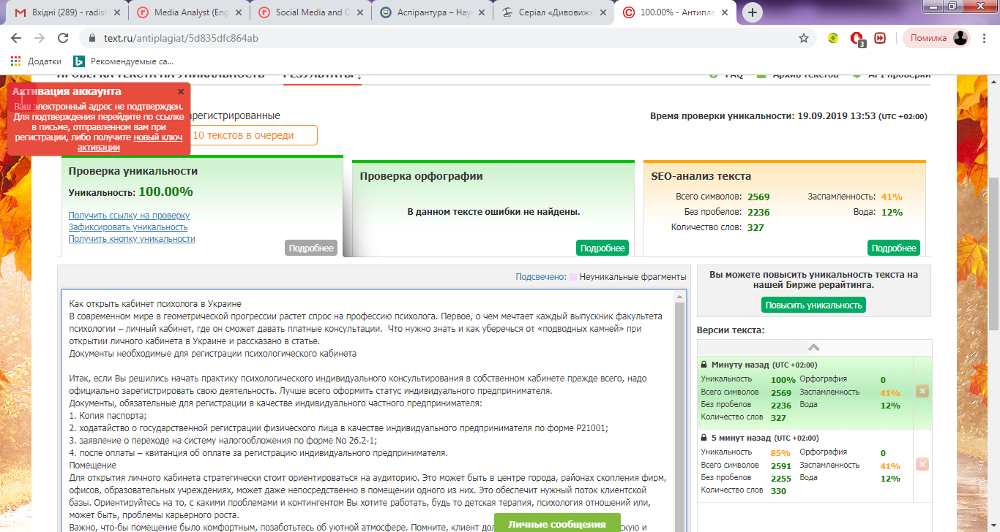 Вхідні (289) - radist
Media Analyst (Eng
Social Media and C
Аспірантура – Нау
Серіал «Дивовижн
100.00% - Антипла
text.ru/antiplagiat/5d835dfc864ab
3
Помилка
Додатки
Рекомендуемые са...
ПРОВЕРКА ТЕКСТА НА УНИКАЛЬНОСТЬ
РЕЗУЛЬТАТЫ
FAQ
Архив текстов
API проверки
Активация аккаунта
Ваш электронный адрес не подтвержден.
Для подтверждения перейдите по ссылке
в письме, отправленном вам при
регистрации, либо получите новый ключ
активации
арегистрированные
10 текстов в очереди
Время проверки уникальности: 19.09.2019 13:53 (UTC +02:00)
Проверка уникальности
Уникальность: 100.00%
Получить ссылку на проверку
Зафиксировать уникальность
Получить кнопку уникальности
Подробнее
Проверка орфографии
В данном тексте ошибки не найдены.
Подробнее
SEO-анализ текста
Всего символов: 2569 Заспамленность: 41%
Без пробелов: 2236 Вода: 12%
Количество слов: 327
Подробнее
Подсвечено: Неуникальные фрагменты
Как открыть кабинет психолога в Украине
В современном мире в геометрической прогрессии растет спрос на профессию психолога. Первое, о чем мечтает каждый выпускник факультета
психологии – личный кабинет, где он сможет давать платные консультации. Что нужно знать и как уберечься от «подводных камней» при
открытии личного кабинета в Украине и рассказано в статье.
Документы необходимые для регистрации психологического кабинета
Итак, если Вы решились начать практику психологического индивидуального консультирования в собственном кабинете прежде всего, надо
официально зарегистрировать свою деятельность. Лучше всего оформить статус индивидуального предпринимателя.
Документы, обязательные для регистрации в качестве индивидуального частного предпринимателя:
1. Копия паспорта;
2. ходатайство о государственной регистрации физического лица в качестве индивидуального предпринимателя по форме Р21001;
3. заявление о переходе на систему налогообложения по форме No 26.2-1;
4. после оплаты – квитанция об оплате за регистрацию индивидуального предпринимателя.
Помещение
Для открытия личного кабинета стратегически стоит ориентироваться на аудиторию. Это может быть в центре города, районах скопления фирм,
офисов, образовательных учреждениях, может даже непосредственно в помещении одного из них. Это обеспечит нужный поток клиентской
базы. Ориентируйтесь на то, с какими проблемами и контингентом Вы хотите работать, будь то детская терапия, психология отношений или,
может быть, проблемы карьерного роста.
Важно, что-бы помещение было комфортным, позаботьтесь об уютной атмосфере. Помните, клиент дол скую и
Личные сообщения
Вы можете повысить уникальность текста на
нашей Бирже рерайтинга.
Повысить уникальность
Версии текста:
Минуту назад (UTC +02:00)
Уникальность 100% Орфография 0
Всего символов 2569 Заспамленность 41%
Без пробелов 2236 Вода 12%
Количество слов 327
5 минут назад (UTC +02:00)
Уникальность 85% Орфография 0
Всего символов 2591 Заспамленность 41%
Без пробелов 2255 Вода 12%
Количество слов 330